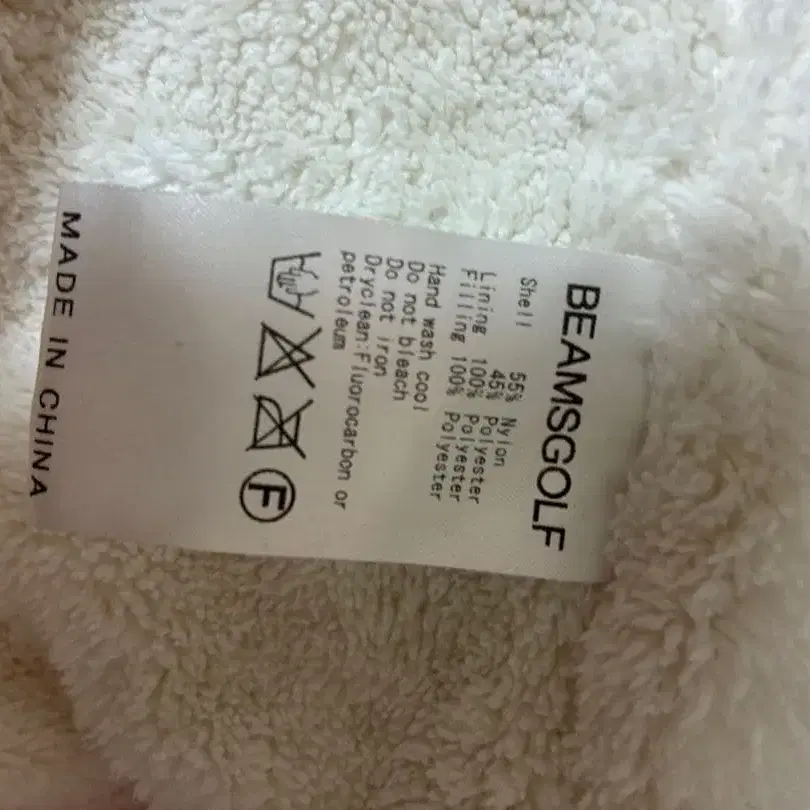 BEAMSGOLF
Shell 55% Nylon
45% Polyester
Lining 100% Polyester
Filling 100% Polyester
Hand wash cool
Do not bleach
Do not iron
Dryclean:Fluorocarbon or
petroleum
F
MADE IN CHINA